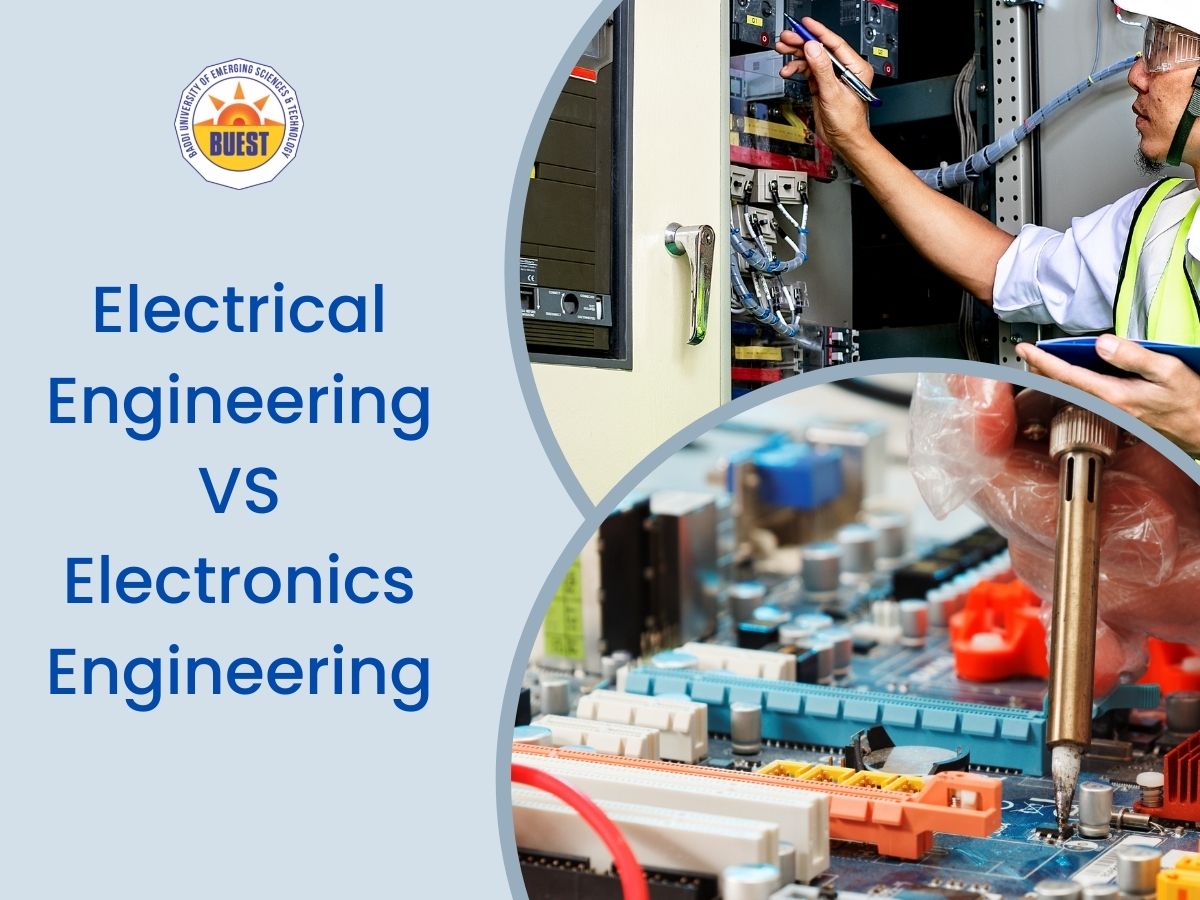 BADDI UNIVERSITY OF EMERGING SCIENCES & TECHNOLOGY
BUEST
Electrical
Engineering
VS
Electronics
Engineering